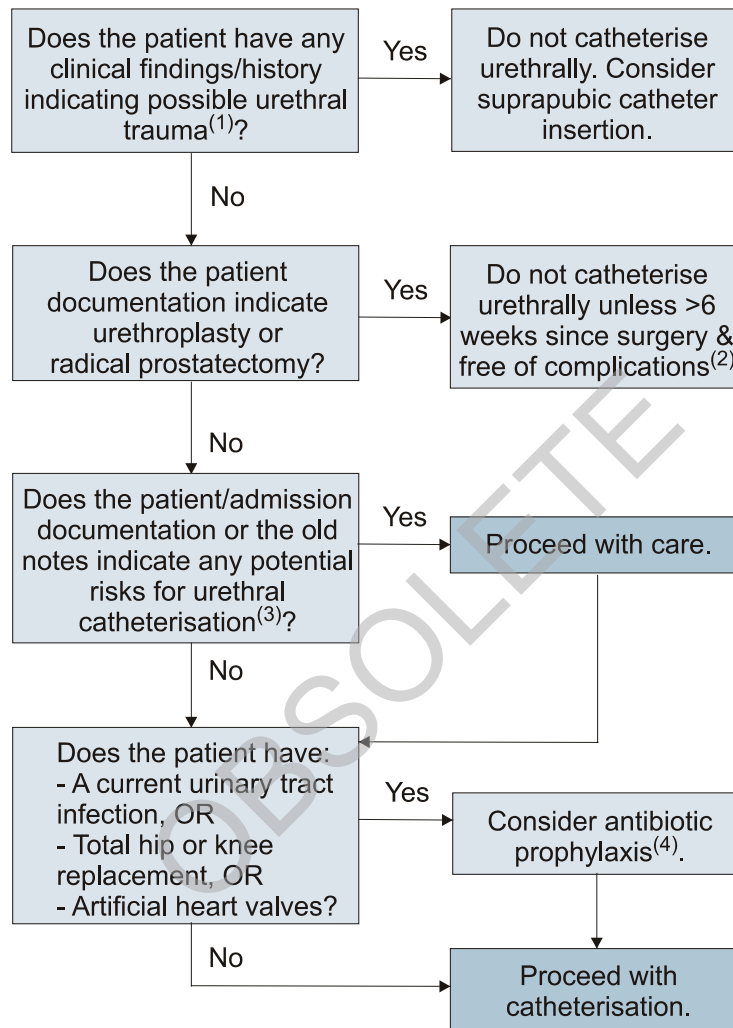 Does the patient have any
clinical findings/history
indicating possible urethral
trauma(1)?
Yes
Do not catheterise
urethrally. Consider
suprapubic catheter
insertion.
No
Does the patient
documentation indicate
urethroplasty or
radical prostatectomy?
Yes
Do not catheterise
urethrally unless >6
weeks since surgery &
free of complications(2)
No
Does the patient/admission
documentation or the old
notes indicate any potential
risks for urethral
catheterisation(3)?
Yes
Proceed with care.
No
Does the patient have:
- A current urinary tract
infection, OR
- Total hip or knee
replacement, OR
- Artificial heart valves?
Yes
Consider antibiotic
prophylaxis(4).
No
Proceed with
catheterisation.
OBSOLETE